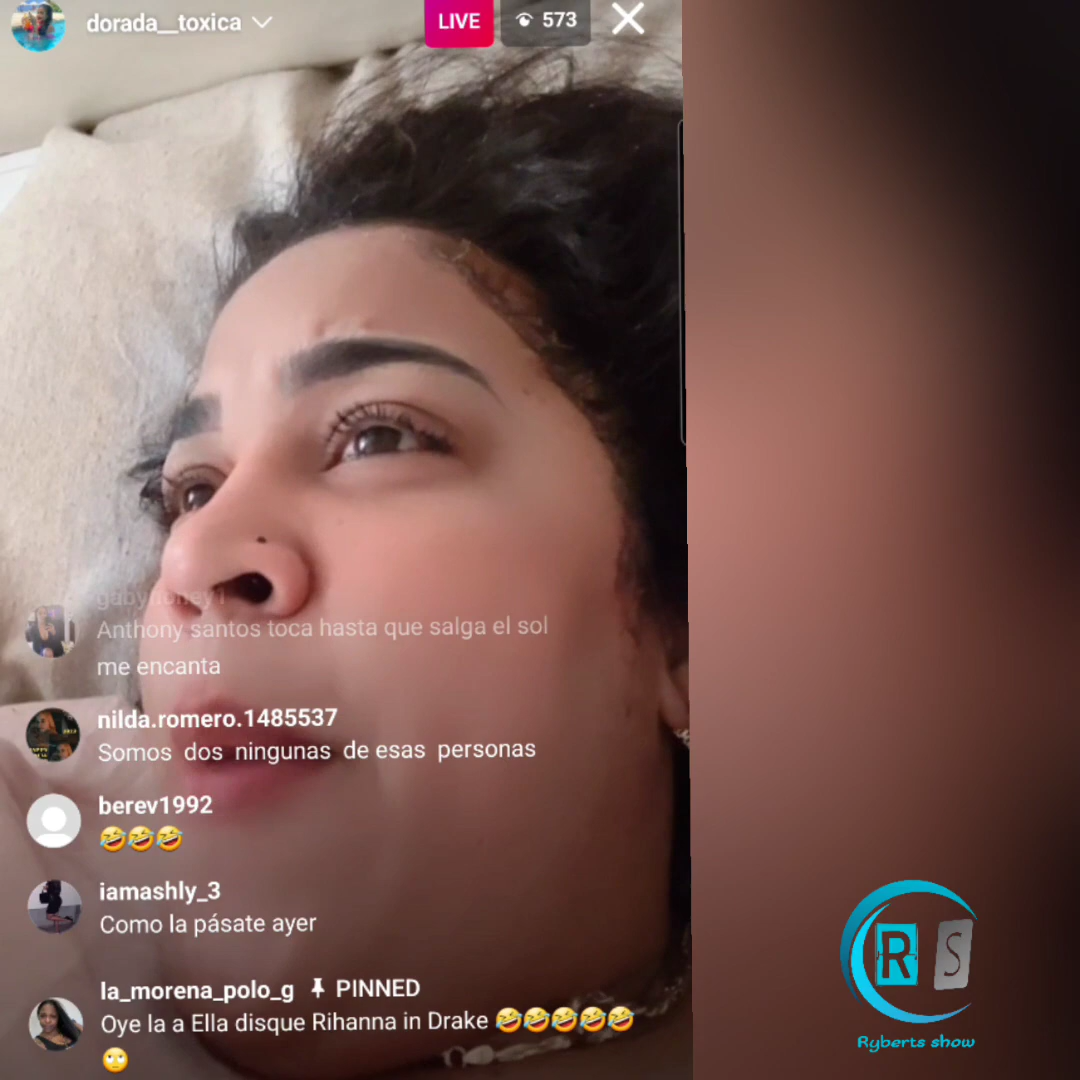 dorada__toxica
LIVE
573
Anthony santos toca hasta que salga el sol
me encanta
nilda.romero.1485537
Somos dos ningunas de esas personas
berev1992
🤣🤣🤣
iamashly_3
Como la pásate ayer
la_morena_polo_g PINNED
Oye la a Ella disque Rihanna in Drake 🤣🤣🤣🤣🤣
🙄
RS
Ryberts show